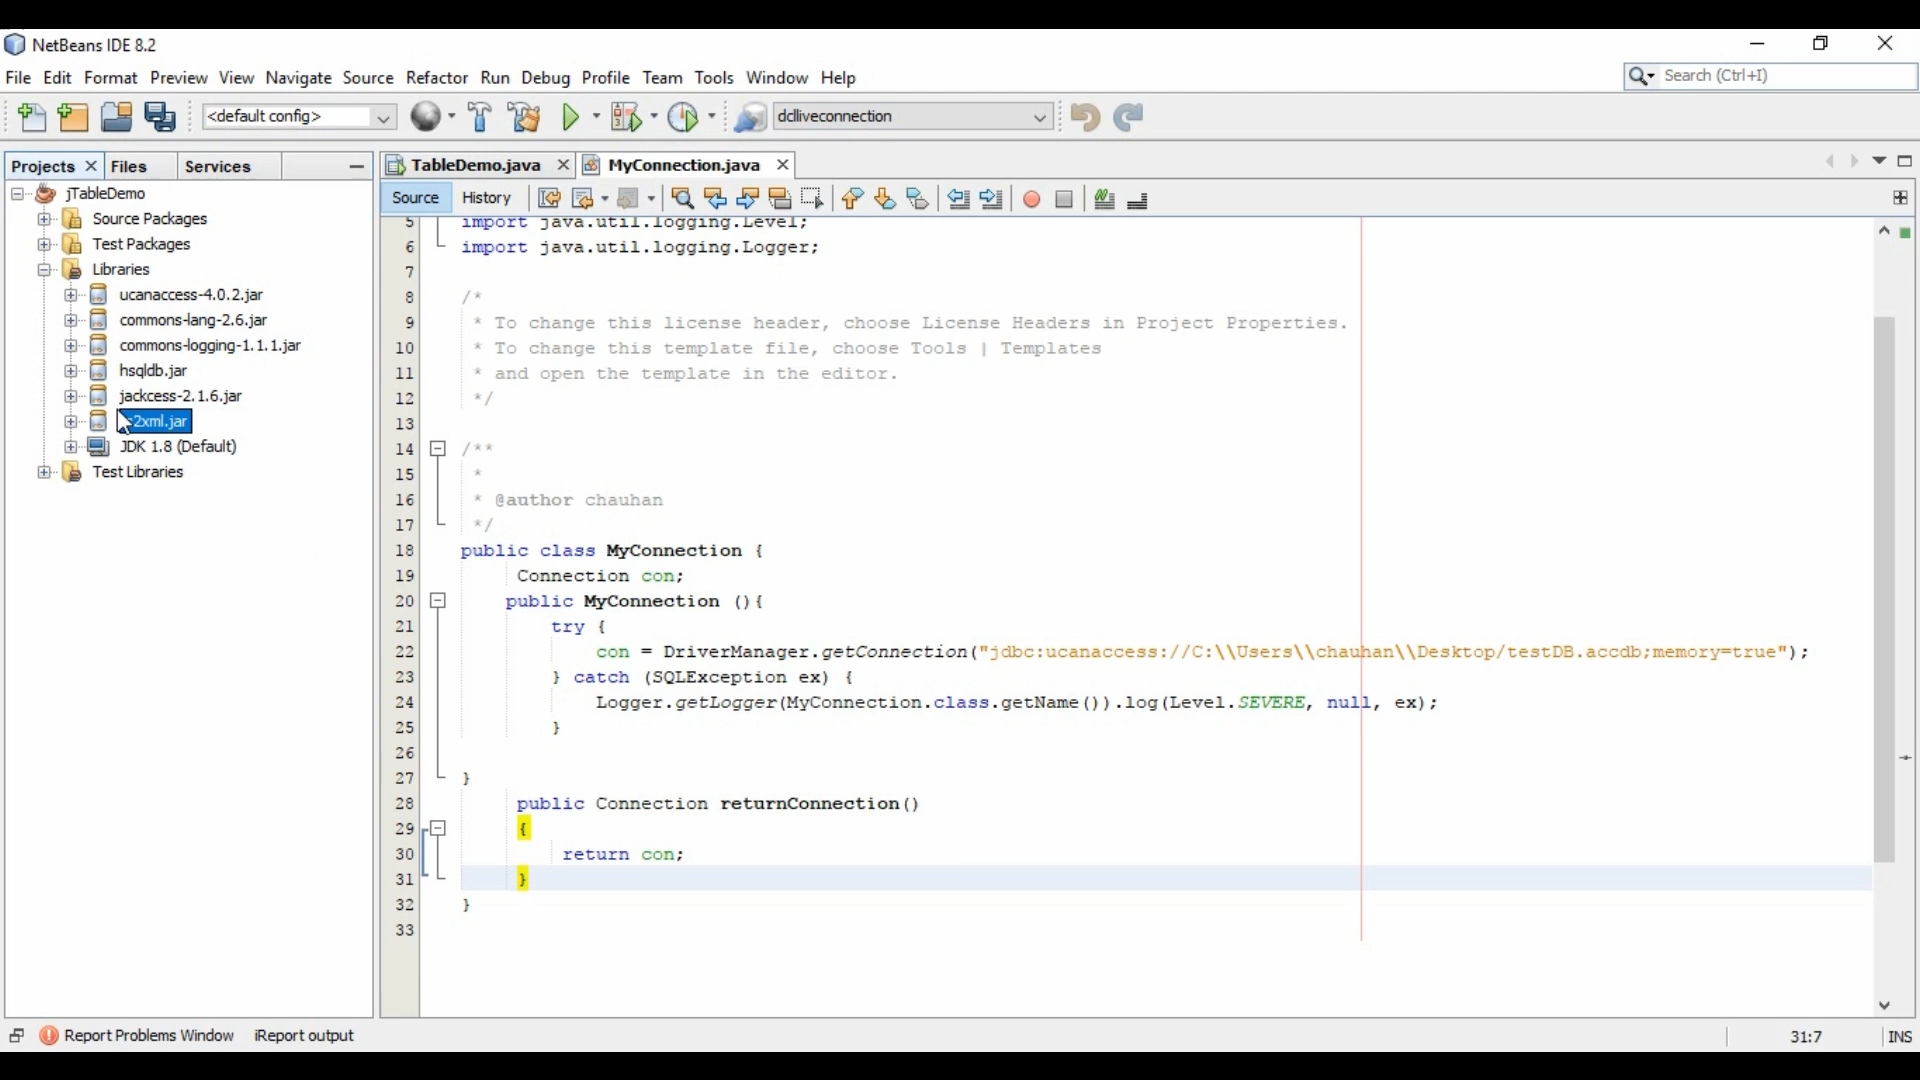 NetBeans IDE 8.2
File Edit Format Preview View Navigate Source Refactor Run Debug Profile Team Tools Window Help
Search (Ctrl+I)
<default config>
dclliveconnection
Projects Files Services
TableDemo.java MyConnection.java
Source History
jTableDemo
Source Packages
Test Packages
Libraries
ucanaccess-4.0.2.jar
commons-lang-2.6.jar
commons-logging-1.1.1.jar
hsqldb.jar
jackcess-2.1.6.jar
2xml.jar
JDK 1.8 (Default)
Test Libraries
5 import java.util.logging.Level;
6 import java.util.logging.Logger;
7
8 /*
9 * To change this license header, choose License Headers in Project Properties.
10 * To change this template file, choose Tools | Templates
11 * and open the template in the editor.
12 */
13
14 /**
15 *
16 * @author chauhan
17 */
18 public class MyConnection {
19 Connection con;
20 public MyConnection (){
21 try {
22 con = DriverManager.getConnection("jdbc:ucanaccess://C:\\Users\\chauhan\\Desktop/testDB.accdb;memory=true");
23 } catch (SQLException ex) {
24 Logger.getLogger(MyConnection.class.getName()).log(Level.SEVERE, null, ex);
25 }
26
27 }
28 public Connection returnConnection()
29 {
30 return con;
31 }
32 }
33
Report Problems Window iReport output
31:7 INS